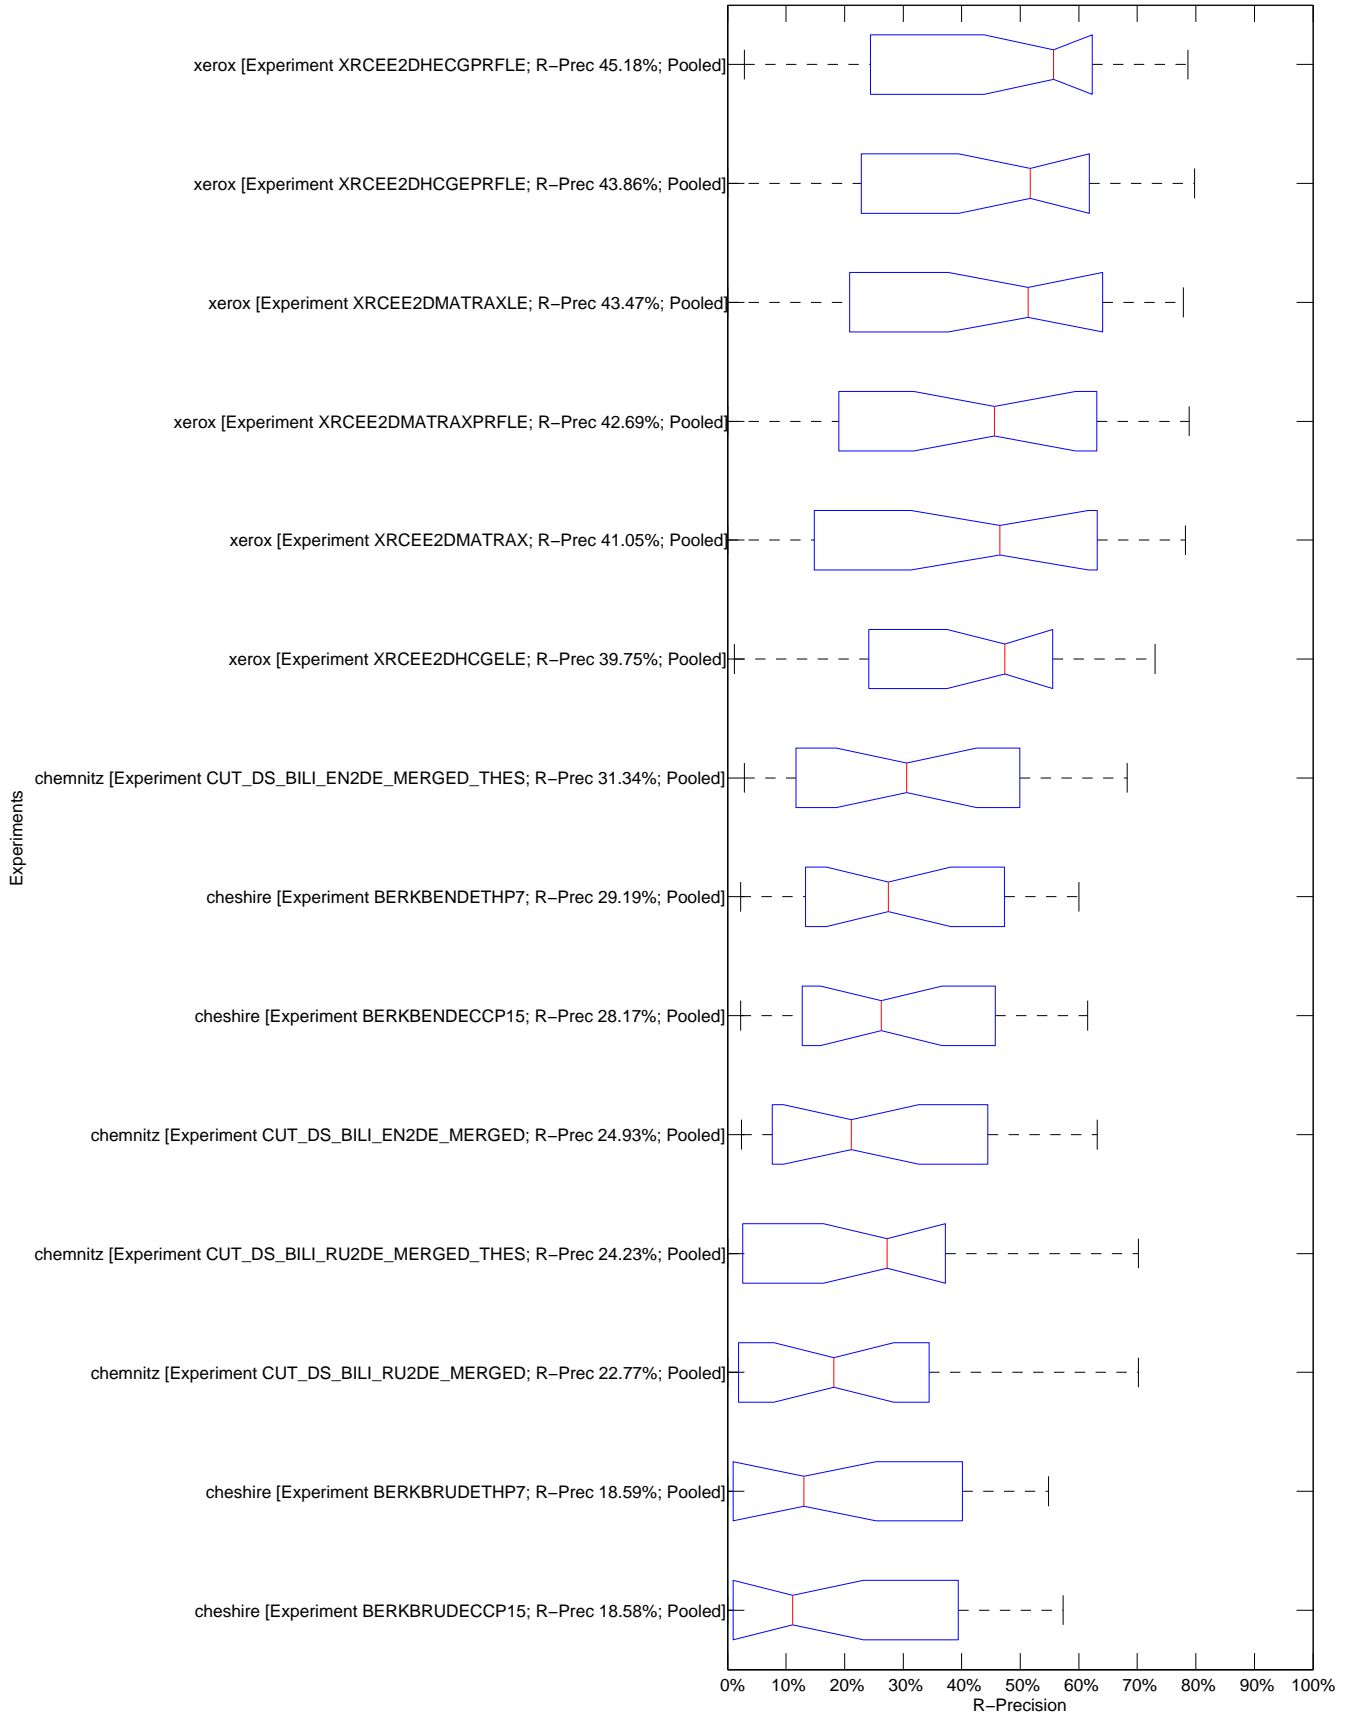 xerox [Experiment XRCEE2DHECGPRFLE; R−Prec 45.18%; Pooled]
xerox [Experiment XRCEE2DHCGEPRFLE; R−Prec 43.86%; Pooled]
xerox [Experiment XRCEE2DMATRAXLE; R−Prec 43.47%; Pooled]
xerox [Experiment XRCEE2DMATRAXPRFLE; R−Prec 42.69%; Pooled]
xerox [Experiment XRCEE2DMATRAX; R−Prec 41.05%; Pooled]
xerox [Experiment XRCEE2DHCGELE; R−Prec 39.75%; Pooled]
chemnitz [Experiment CUT_DS_BILI_EN2DE_MERGED_THES; R−Prec 31.34%; Pooled]
cheshire [Experiment BERKBENDETHP7; R−Prec 29.19%; Pooled]
cheshire [Experiment BERKBENDECCP15; R−Prec 28.17%; Pooled]
chemnitz [Experiment CUT_DS_BILI_EN2DE_MERGED; R−Prec 24.93%; Pooled]
chemnitz [Experiment CUT_DS_BILI_RU2DE_MERGED_THES; R−Prec 24.23%; Pooled]
chemnitz [Experiment CUT_DS_BILI_RU2DE_MERGED; R−Prec 22.77%; Pooled]
cheshire [Experiment BERKBRUDETHP7; R−Prec 18.59%; Pooled]
cheshire [Experiment BERKBRUDECCP15; R−Prec 18.58%; Pooled]
Experiments
0% 10% 20% 30% 40% 50% 60% 70% 80% 90% 100%
R−Precision